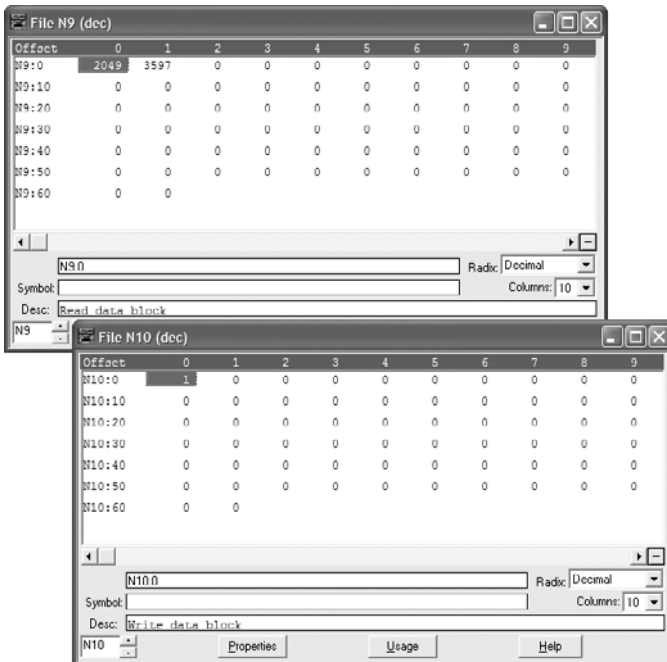 File N9 (dec)
Offset 0 1 2 3 4 5 6 7 8 9
N9:0 2049 3597 0 0 0 0 0 0 0 0
N9:10 0 0 0 0 0 0 0 0 0 0
N9:20 0 0 0 0 0 0 0 0 0 0
N9:30 0 0 0 0 0 0 0 0 0 0
N9:40 0 0 0 0 0 0 0 0 0 0
N9:50 0 0 0 0 0 0 0 0 0 0
N9:60 0 0
N9:0 Radix: Decimal
Symbol: Columns: 10
Desc: Read data block
N9
File N10 (dec)
Offset 0 1 2 3 4 5 6 7 8 9
N10:0 1 0 0 0 0 0 0 0 0 0
N10:10 0 0 0 0 0 0 0 0 0 0
N10:20 0 0 0 0 0 0 0 0 0 0
N10:30 0 0 0 0 0 0 0 0 0 0
N10:40 0 0 0 0 0 0 0 0 0 0
N10:50 0 0 0 0 0 0 0 0 0 0
N10:60 0 0
N10:0 Radix: Decimal
Symbol: Columns: 10
Desc: Write data block
N10 Properties Usage Help